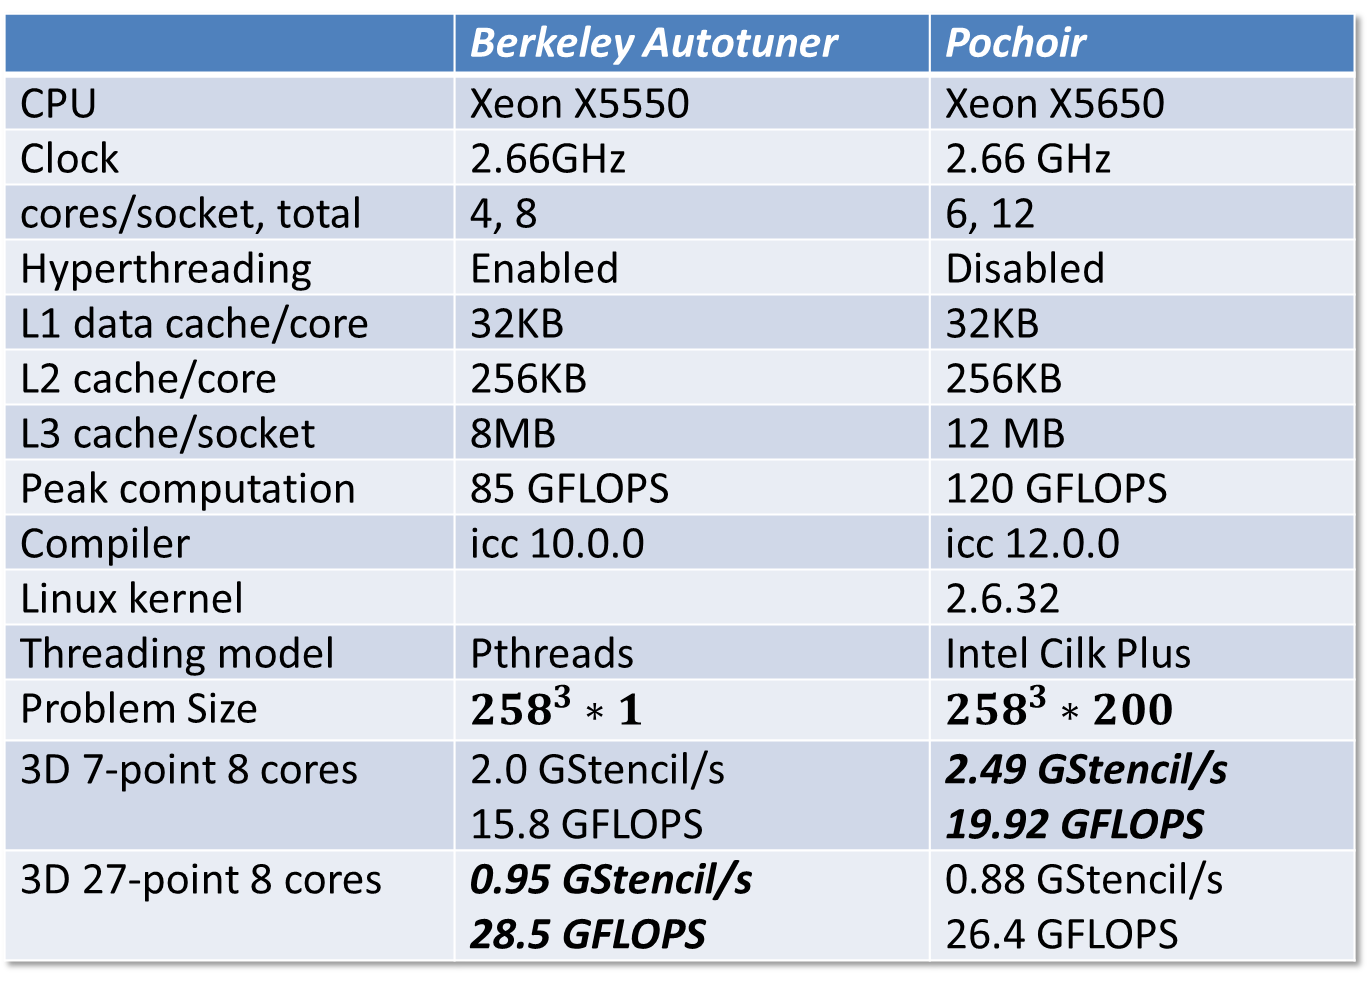 Berkeley Autotuner Pochoir
CPU Xeon X5550 Xeon X5650
Clock 2.66GHz 2.66 GHz
cores/socket, total 4, 8 6, 12
Hyperthreading Enabled Disabled
L1 data cache/core 32KB 32KB
L2 cache/core 256KB 256KB
L3 cache/socket 8MB 12 MB
Peak computation 85 GFLOPS 120 GFLOPS
Compiler icc 10.0.0 icc 12.0.0
Linux kernel 2.6.32
Threading model Pthreads Intel Cilk Plus
Problem Size 258³ * 1 258³ * 200
3D 7-point 8 cores 2.0 GStencil/s 2.49 GStencil/s
15.8 GFLOPS 19.92 GFLOPS
3D 27-point 8 cores 0.95 GStencil/s 0.88 GStencil/s
28.5 GFLOPS 26.4 GFLOPS